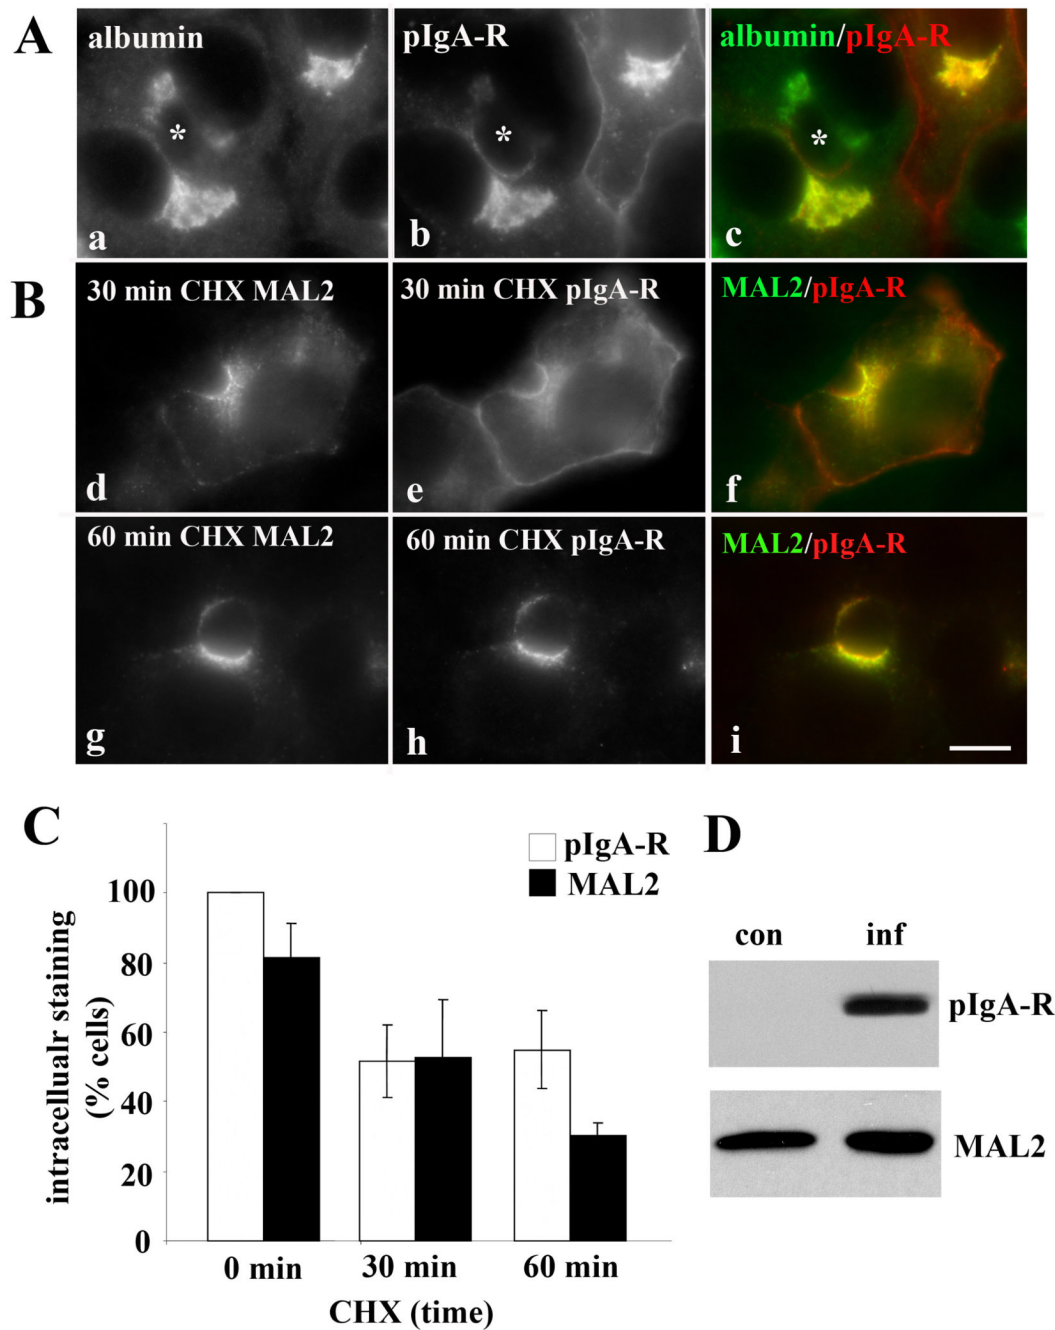 A
albumin
pIgA-R
albumin/pIgA-R
*
*
*
a
b
c
B
30 min CHX MAL2
30 min CHX pIgA-R
MAL2/pIgA-R
d
e
f
60 min CHX MAL2
60 min CHX pIgA-R
MAL2/pIgA-R
g
h
i
C
pIgA-R
MAL2
intracellualr staining
(% cells)
100
80
60
40
20
0
0 min
30 min
60 min
CHX (time)
D
con
inf
pIgA-R
MAL2